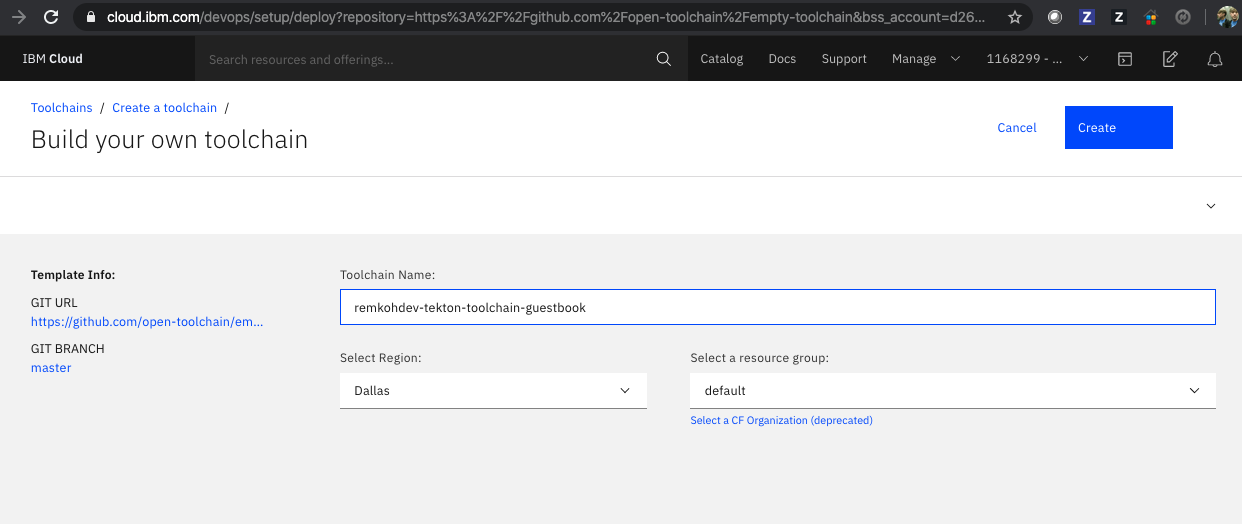 cloud.ibm.com/devops/setup/deploy?repository=https%3A%2F%2Fgithub.com%2Fopen-toolchain%2Fempty-toolchain&bss_account=d26...
Z Z N
IBM Cloud Search resources and offerings... Catalog Docs Support Manage 1168299 - ...
Toolchains / Create a toolchain /
Build your own toolchain
Cancel Create
Template Info:
GIT URL
https://github.com/open-toolchain/em...
GIT BRANCH
master
Toolchain Name:
remkohdev-tekton-toolchain-guestbook
Select Region: Select a resource group:
Dallas default
Select a CF Organization (deprecated)